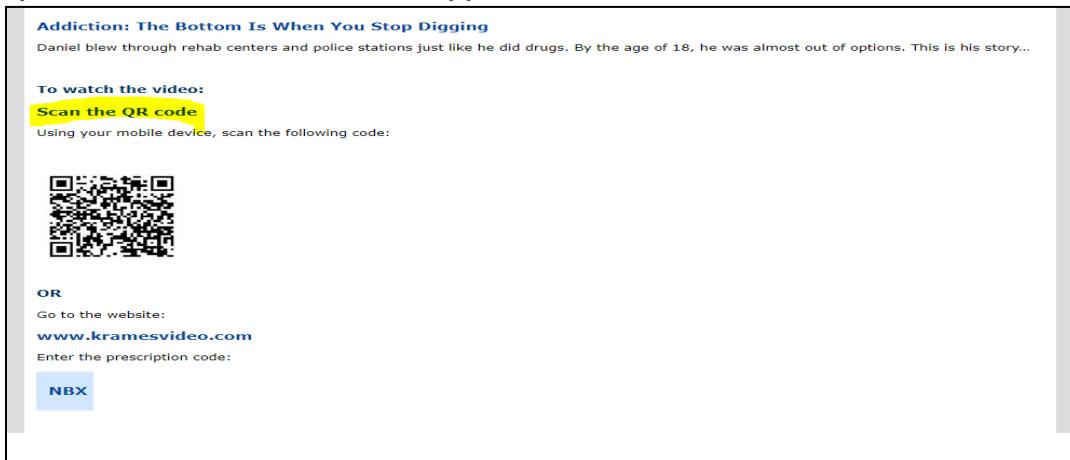 Addiction: The Bottom Is When You Stop Digging
Daniel blew through rehab centers and police stations just like he did drugs. By the age of 18, he was almost out of options. This is his story...
To watch the video:
Scan the QR code
Using your mobile device, scan the following code:
OR
Go to the website:
www.kramesvideo.com
Enter the prescription code:
NBX